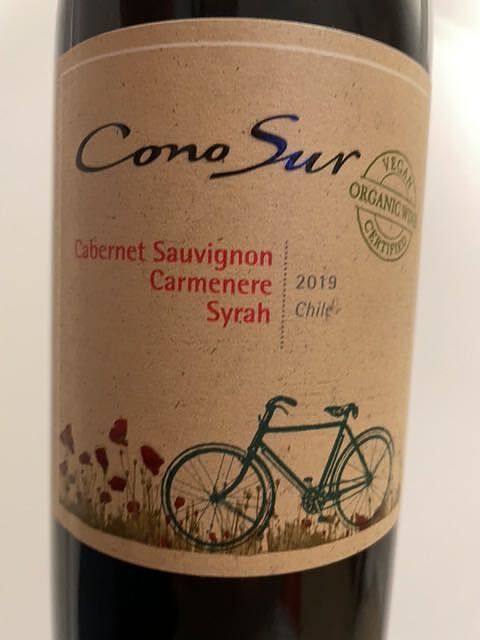 Cono Sur
VEGAN
ORGANIC WINE
CERTIFIED
Cabernet Sauvignon
Carmenere
Syrah
2019
Chile